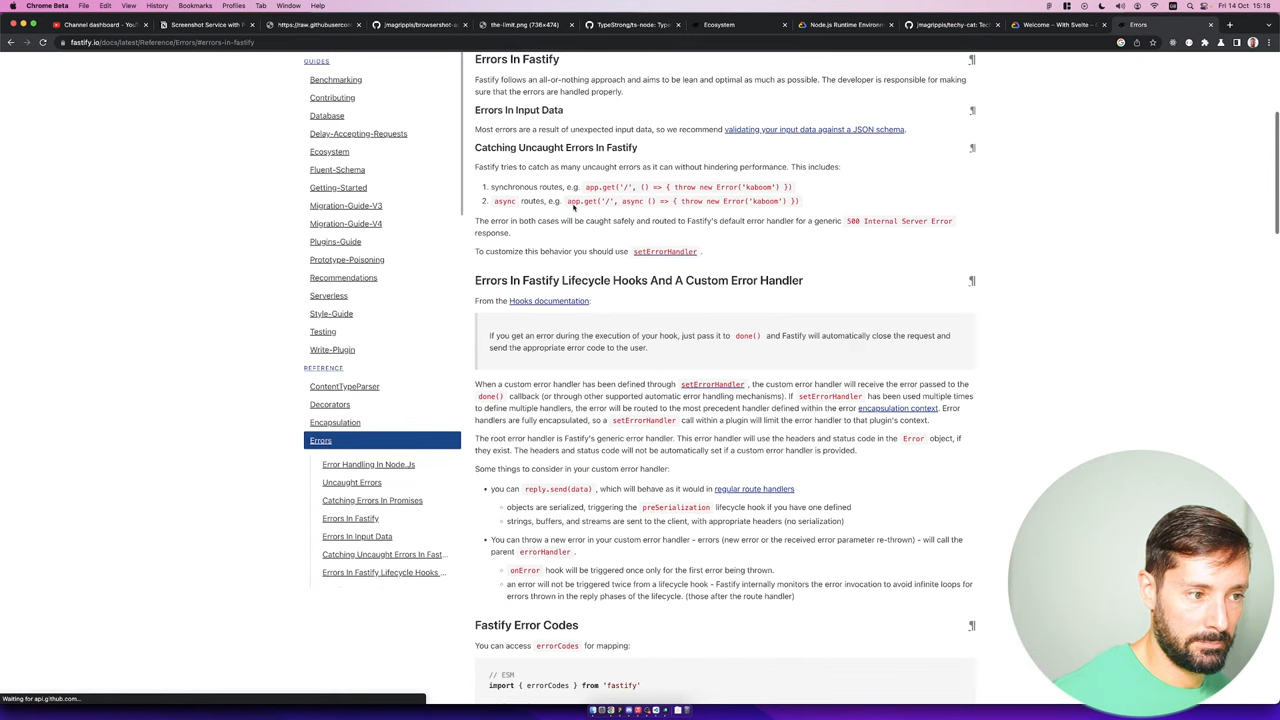 Chrome Beta File Edit View History Bookmarks Profiles Tab Window Help Fri 14 Oct 15:18
Channel dashboard - YouT Screenshot Service with P https://raw.githubusercon /magrippis/browsershot-a the-limit.png (736×474) TypeStrong/ts-node: Type Ecosystem Node.js Runtime Environm jmagrippis/techy-cat: Tech Welcome – With Svelte – Errors
fastify.io/docs/latest/Reference/Errors/#errors-in-fastify
GUIDES
Benchmarking
Contributing
Database
Delay-Accepting-Requests
Ecosystem
Fluent-Schema
Getting-Started
Migration-Guide-V3
Migration-Guide-V4
Plugins-Guide
Prototype-Poisoning
Recommendations
Serverless
Style-Guide
Testing
Write-Plugin
REFERENCE
ContentTypeParser
Decorators
Encapsulation
Errors
Error Handling In Node.Js
Uncaught Errors
Catching Errors In Promises
Errors In Fastify
Errors In Input Data
Catching Uncaught Errors In Fast...
Errors In Fastify Lifecycle Hooks ...
Errors In Fastify ¶
Fastify follows an all-or-nothing approach and aims to be lean and optimal as much as possible. The developer is responsible for making
sure that the errors are handled properly.
Errors In Input Data ¶
Most errors are a result of unexpected input data, so we recommend validating your input data against a JSON schema.
Catching Uncaught Errors In Fastify ¶
Fastify tries to catch as many uncaught errors as it can without hindering performance. This includes:
1. synchronous routes, e.g. app.get('/', () => { throw new Error('kaboom') })
2. async routes, e.g. app.get('/', async () => { throw new Error('kaboom') })
The error in both cases will be caught safely and routed to Fastify's default error handler for a generic 500 Internal Server Error
response.
To customize this behavior you should use setErrorHandler .
Errors In Fastify Lifecycle Hooks And A Custom Error Handler ¶
From the Hooks documentation:
If you get an error during the execution of your hook, just pass it to done() and Fastify will automatically close the request and
send the appropriate error code to the user.
When a custom error handler has been defined through setErrorHandler , the custom error handler will receive the error passed to the
done() callback (or through other supported automatic error handling mechanisms). If setErrorHandler has been used multiple times
to define multiple handlers, the error will be routed to the most precedent handler defined within the error encapsulation context. Error
handlers are fully encapsulated, so a setErrorHandler call within a plugin will limit the error handler to that plugin's context.
The root error handler is Fastify's generic error handler. This error handler will use the headers and status code in the Error object, if
they exist. The headers and status code will not be automatically set if a custom error handler is provided.
Some things to consider in your custom error handler:
• you can reply.send(data) , which will behave as it would in regular route handlers
objects are serialized, triggering the preSerialization lifecycle hook if you have one defined
strings, buffers, and streams are sent to the client, with appropriate headers (no serialization)
• You can throw a new error in your custom error handler - errors (new error or the received error parameter re-thrown) - will call the
parent errorHandler .
onError hook will be triggered once only for the first error being thrown.
an error will not be triggered twice from a lifecycle hook - Fastify internally monitors the error invocation to avoid infinite loops for
errors thrown in the reply phases of the lifecycle. (those after the route handler)
Fastify Error Codes ¶
You can access errorCodes for mapping:
// ESM
import { errorCodes } from 'fastify'
Waiting for api.github.com...